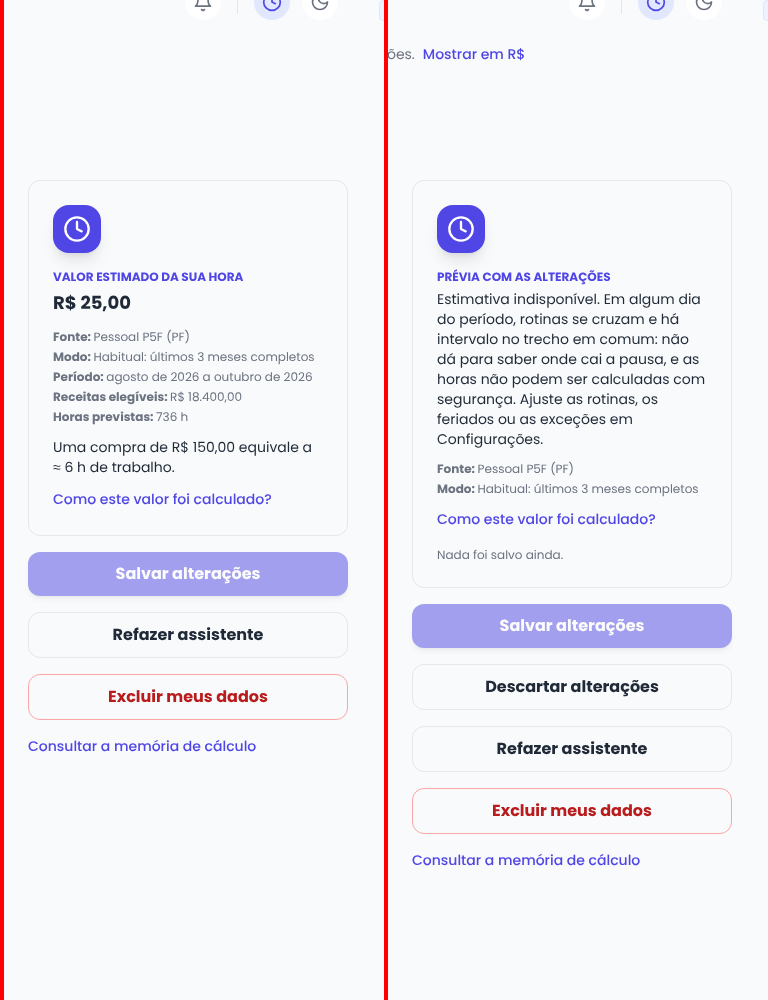 VALOR ESTIMADO DA SUA HORA
R$ 25,00
Fonte: Pessoal P5F (PF)
Modo: Habitual: últimos 3 meses completos
Período: agosto de 2026 a outubro de 2026
Receitas elegíveis: R$ 18.400,00
Horas previstas: 736 h
Uma compra de R$ 150,00 equivale a
≈ 6 h de trabalho.
Como este valor foi calculado?
Salvar alterações
Refazer assistente
Excluir meus dados
Consultar a memória de cálculo
ões. Mostrar em R$
PRÉVIA COM AS ALTERAÇÕES
Estimativa indisponível. Em algum dia
do período, rotinas se cruzam e há
intervalo no trecho em comum: não
dá para saber onde cai a pausa, e as
horas não podem ser calculadas com
segurança. Ajuste as rotinas, os
feriados ou as exceções em
Configurações.
Fonte: Pessoal P5F (PF)
Modo: Habitual: últimos 3 meses completos
Como este valor foi calculado?
Nada foi salvo ainda.
Salvar alterações
Descartar alterações
Refazer assistente
Excluir meus dados
Consultar a memória de cálculo